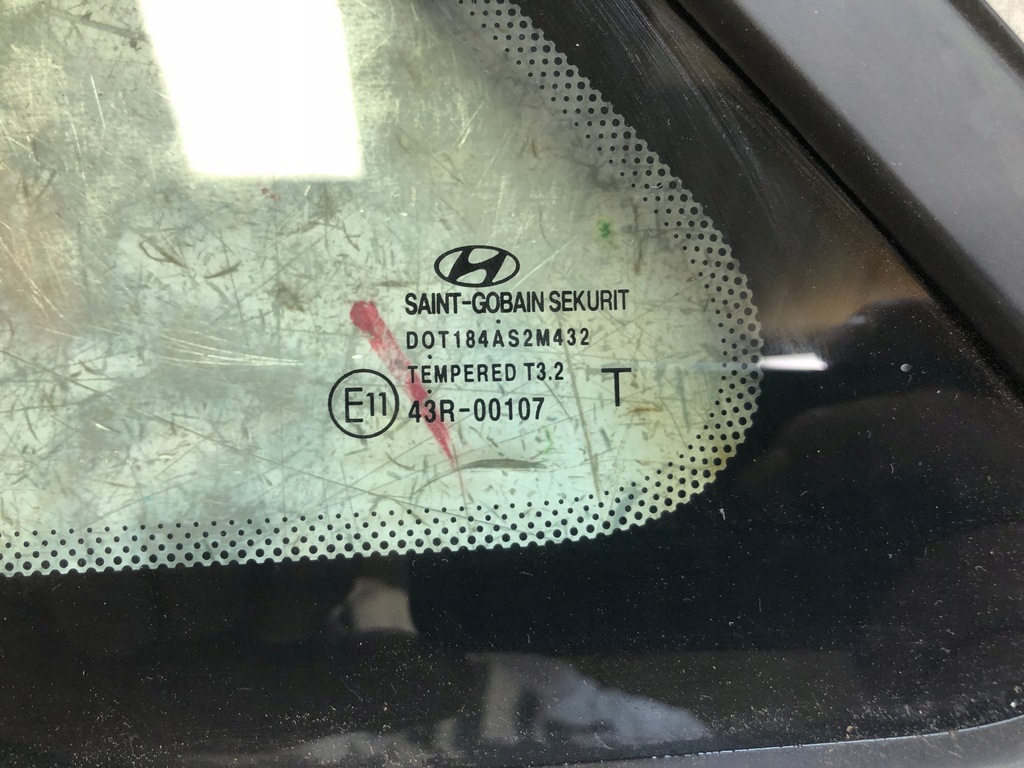 SAINT-GOBAIN SEKURIT
DOT184AS2M432
TEMPERED T3.2
T
E11
43R-00107